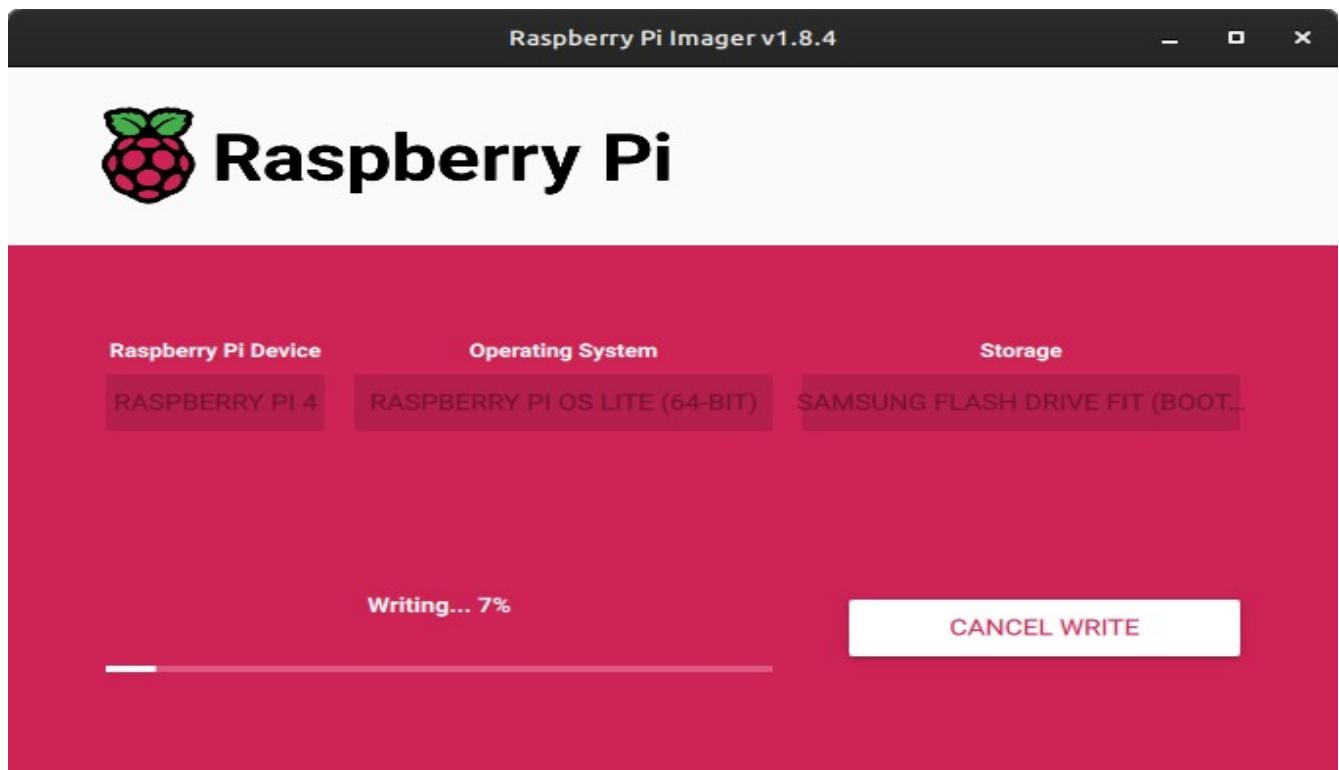 Raspberry Pi Imager v1.8.4
Raspberry Pi
Raspberry Pi Device
Operating System
Storage
RASPBERRY PI 4
RASPBERRY PI OS LITE (64-BIT)
SAMSUNG FLASH DRIVE FIT (BOOT...
Writing... 7%
CANCEL WRITE